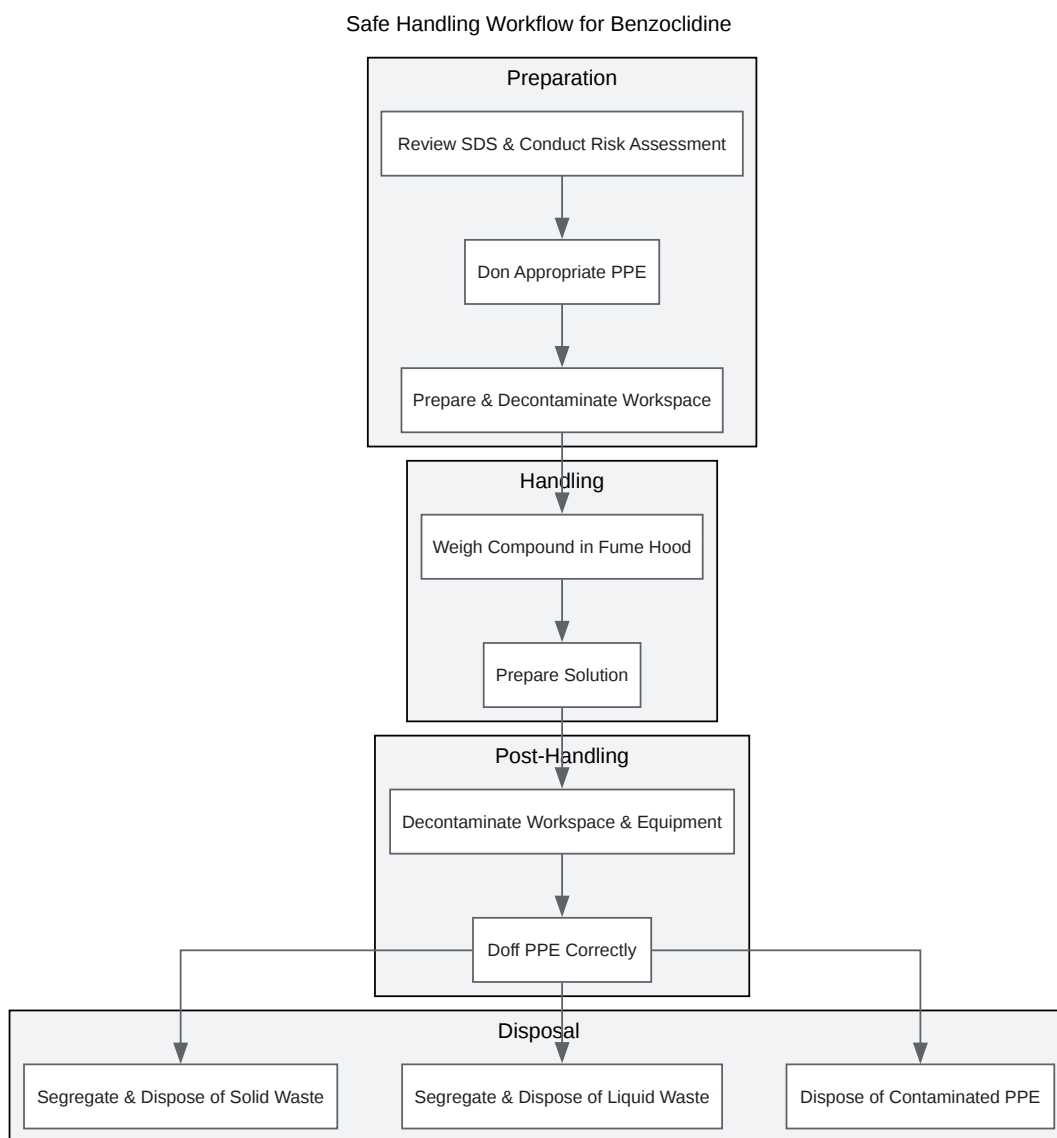 Safe Handling Workflow for Benzoclidine
Preparation
Review SDS & Conduct Risk Assessment
Don Appropriate PPE
Prepare & Decontaminate Workspace
Handling
Weigh Compound in Fume Hood
Prepare Solution
Post-Handling
Decontaminate Workspace & Equipment
Doff PPE Correctly
Disposal
Segregate & Dispose of Solid Waste
Segregate & Dispose of Liquid Waste
Dispose of Contaminated PPE